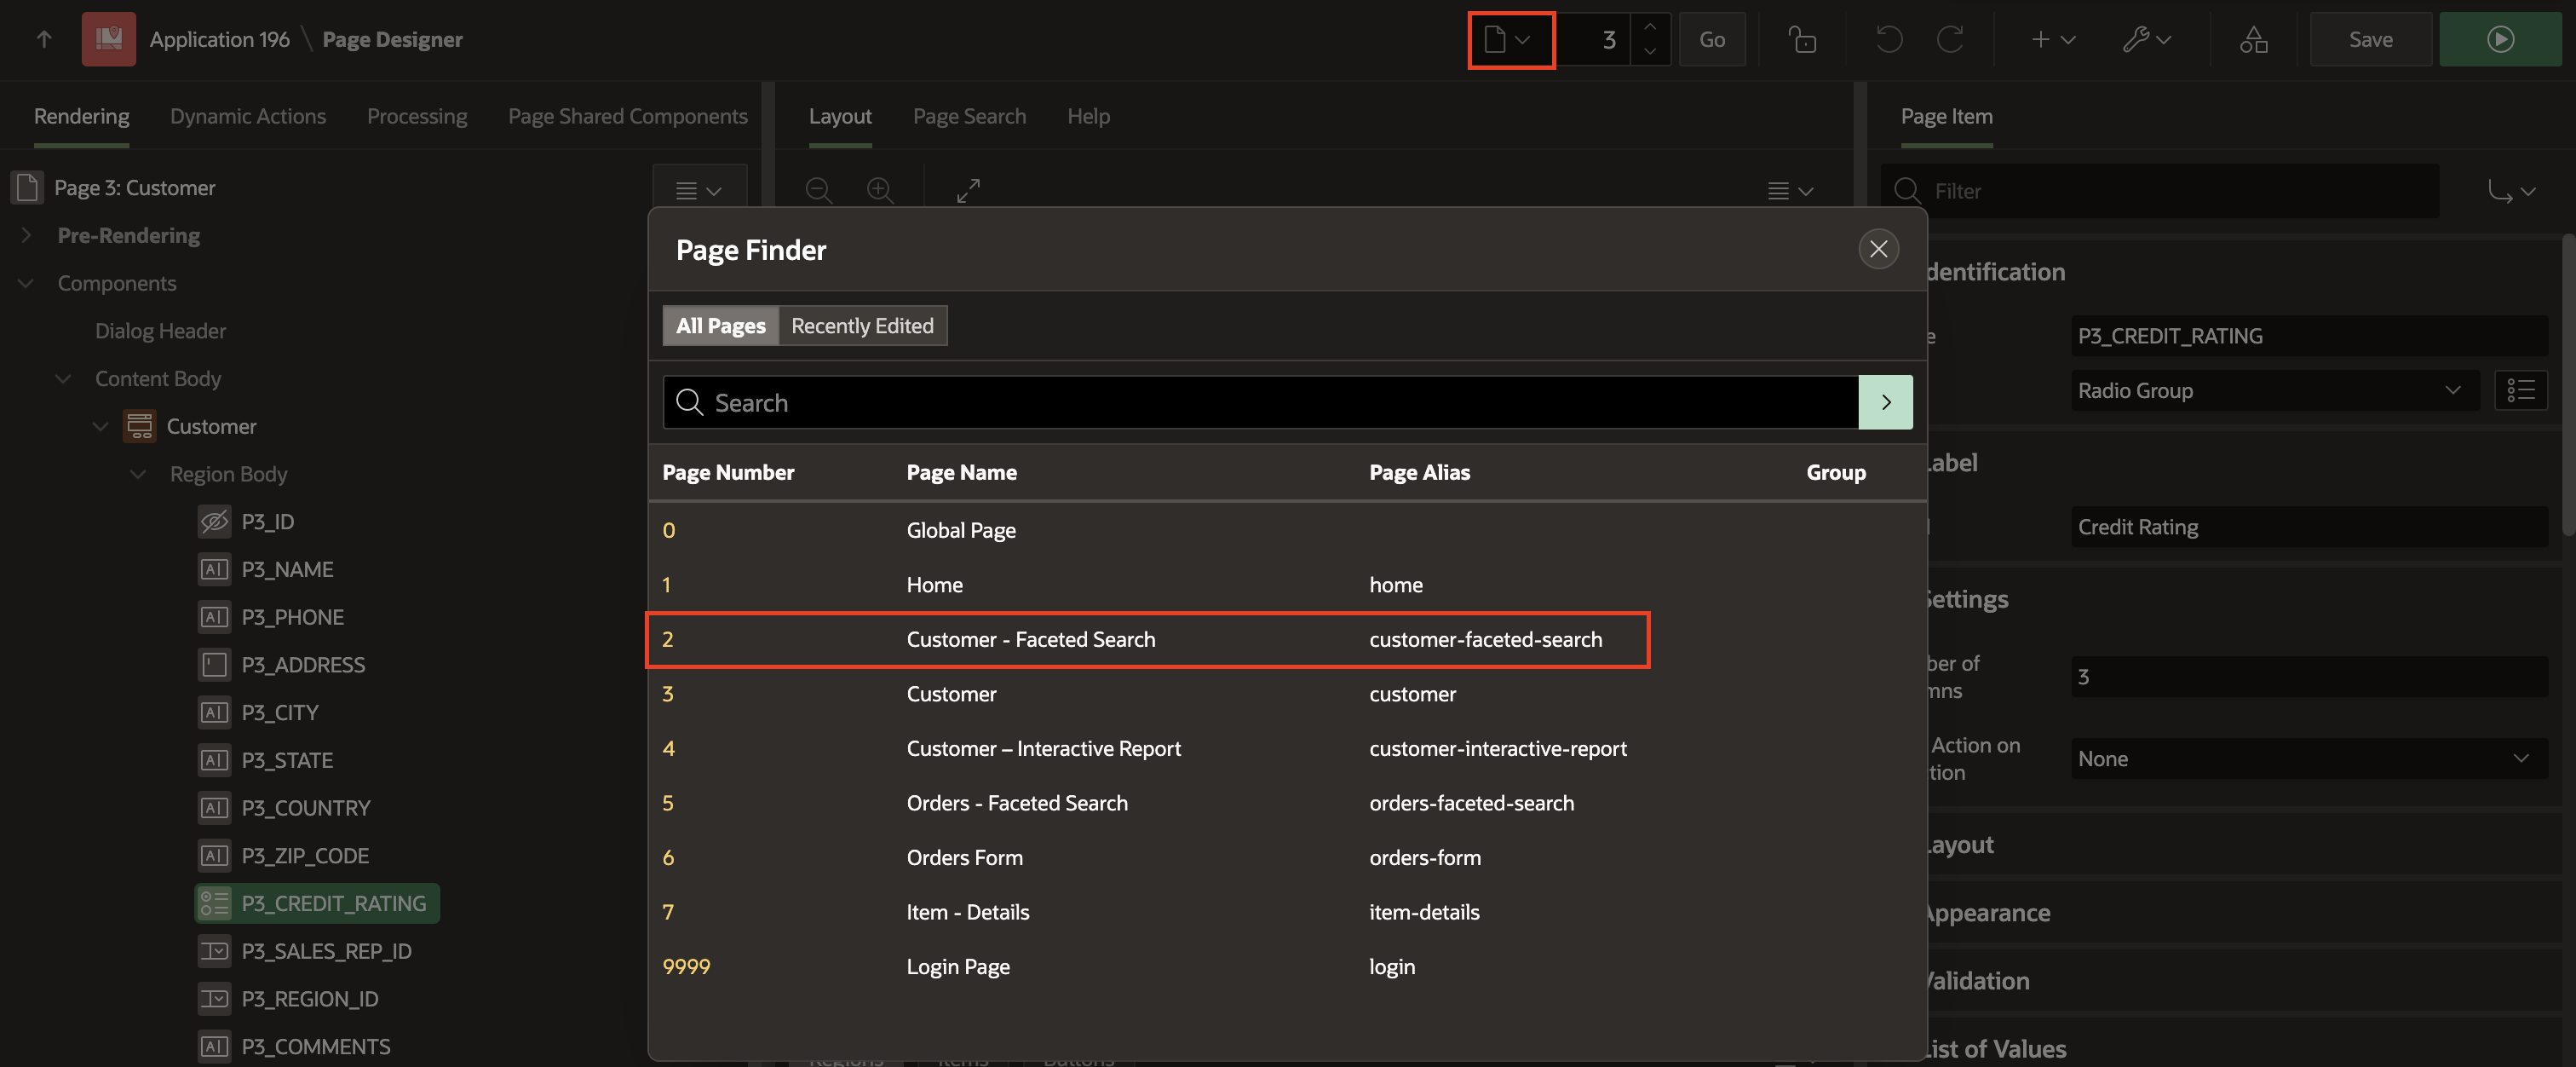 Application 196 \ Page Designer
3
Go
Save
Rendering
Dynamic Actions
Processing
Page Shared Components
Layout
Page Search
Help
Page Item
Page 3: Customer
Filter
Pre-Rendering
Components
Dialog Header
Content Body
Customer
Region Body
P3_ID
P3_NAME
P3_PHONE
P3_ADDRESS
P3_CITY
P3_STATE
P3_COUNTRY
P3_ZIP_CODE
P3_CREDIT_RATING
P3_SALES_REP_ID
P3_REGION_ID
P3_COMMENTS
Page Finder
All Pages
Recently Edited
Search
Page Number Page Name Page Alias Group
0 Global Page
1 Home home
2 Customer - Faceted Search customer-faceted-search
3 Customer customer
4 Customer – Interactive Report customer-interactive-report
5 Orders - Faceted Search orders-faceted-search
6 Orders Form orders-form
7 Item - Details item-details
9999 Login Page login
Regions Items Buttons
dentification
e P3_CREDIT_RATING
Radio Group
abel
Credit Rating
ettings
ber of
mns
3
Action on
tion
None
ayout
ppearance
alidation
ist of Values